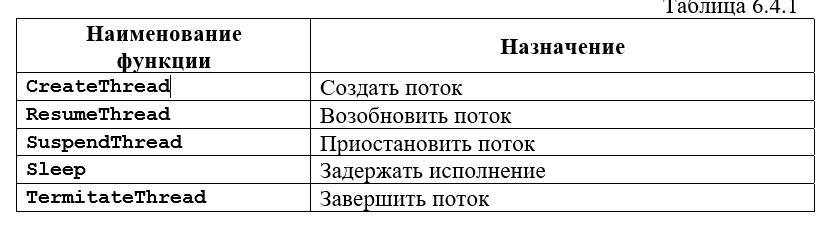 Таблица 6.4.1
Наименование Назначение
функции
CreateThread Создать поток
ResumeThread Возобновить поток
SuspendThread Приостановить поток
Sleep Задержать исполнение
TermitateThread Завершить поток